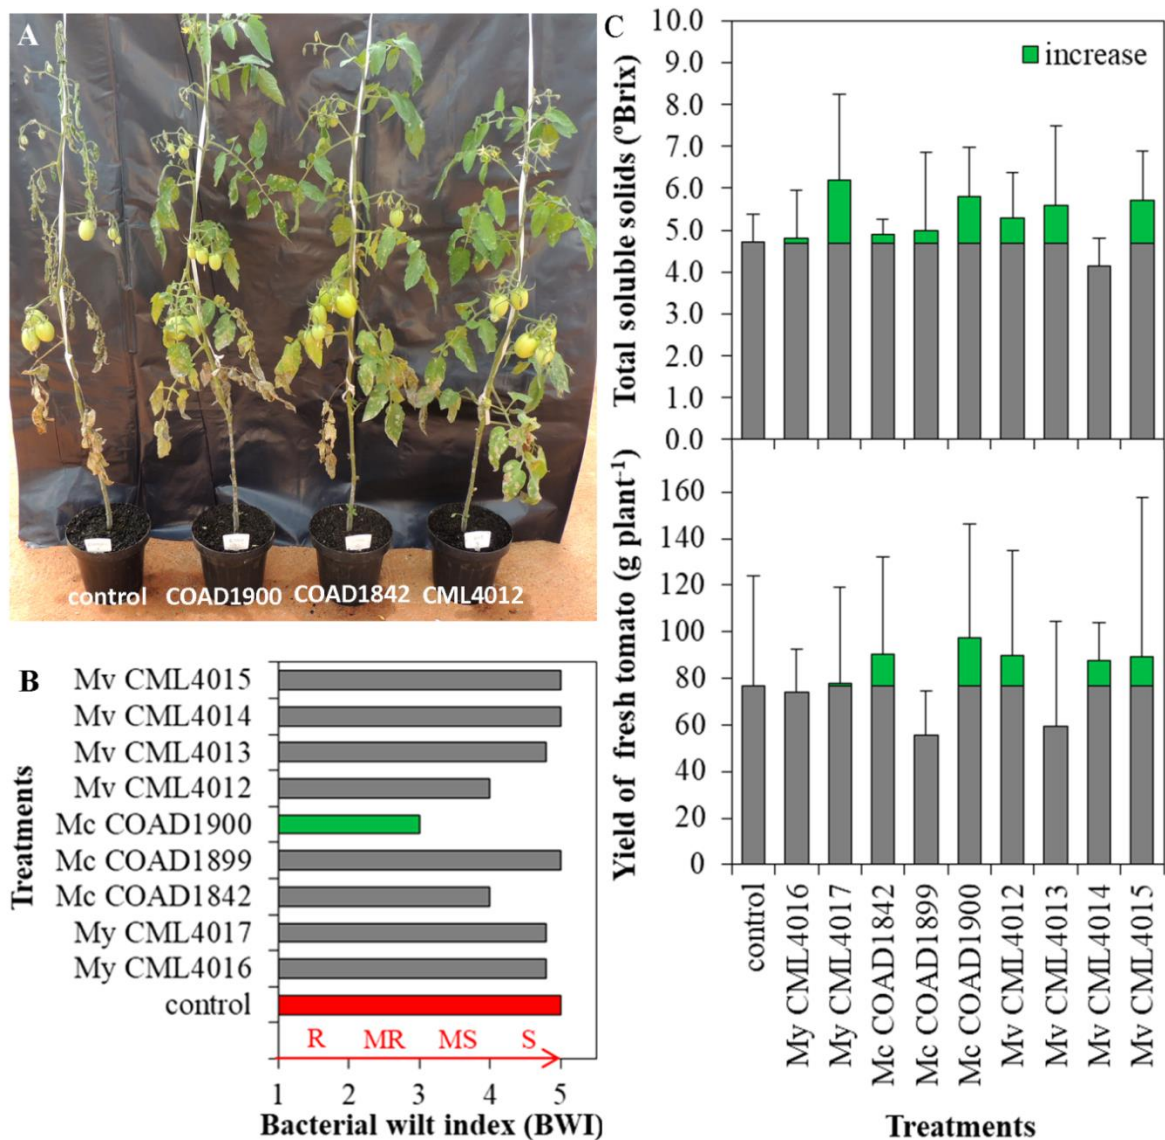 A
control COAD1900 COAD1842 CML4012
B
Treatments
Mv CML4015
Mv CML4014
Mv CML4013
Mv CML4012
Mc COAD1900
Mc COAD1899
Mc COAD1842
My CML4017
My CML4016
control
R MR MS S
1 2 3 4 5
Bacterial wilt index (BWI)
C
increase
Total soluble solids (ºBrix)
10.0
9.0
8.0
7.0
6.0
5.0
4.0
3.0
2.0
1.0
0.0
Yield of fresh tomato (g plant⁻¹)
160
140
120
100
80
60
40
20
0
control
My CML4016
My CML4017
Mc COAD1842
Mc COAD1899
Mc COAD1900
Mv CML4012
Mv CML4013
Mv CML4014
Mv CML4015
Treatments